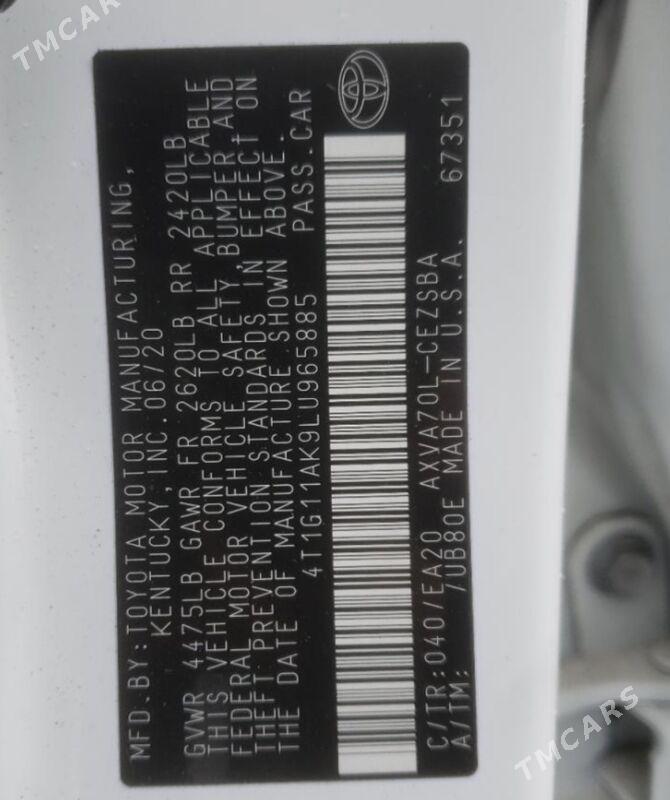 TMCARS
MFD.BY:TOYOTA MOTOR MANUFACTURING,
KENTUCKY, INC.06/20
GVWR 4475LB GAWR FR 2620LB RR 2420LB
THIS VEHICLE CONFORMS TO ALL APPLICABLE
FEDERAL MOTOR VEHICLE SAFETY, BUMPER AND
THEFT PREVENTION STANDARDS IN EFFECT ON
THE DATE OF MANUFACTURE SHOWN ABOVE.
4T1G11AK9LU965885 PASS.CAR
C/TR:040/EA20 AXVA70L-CEZSBA
A/TM: /UB80E MADE IN U.S.A. 67351
TMCARS